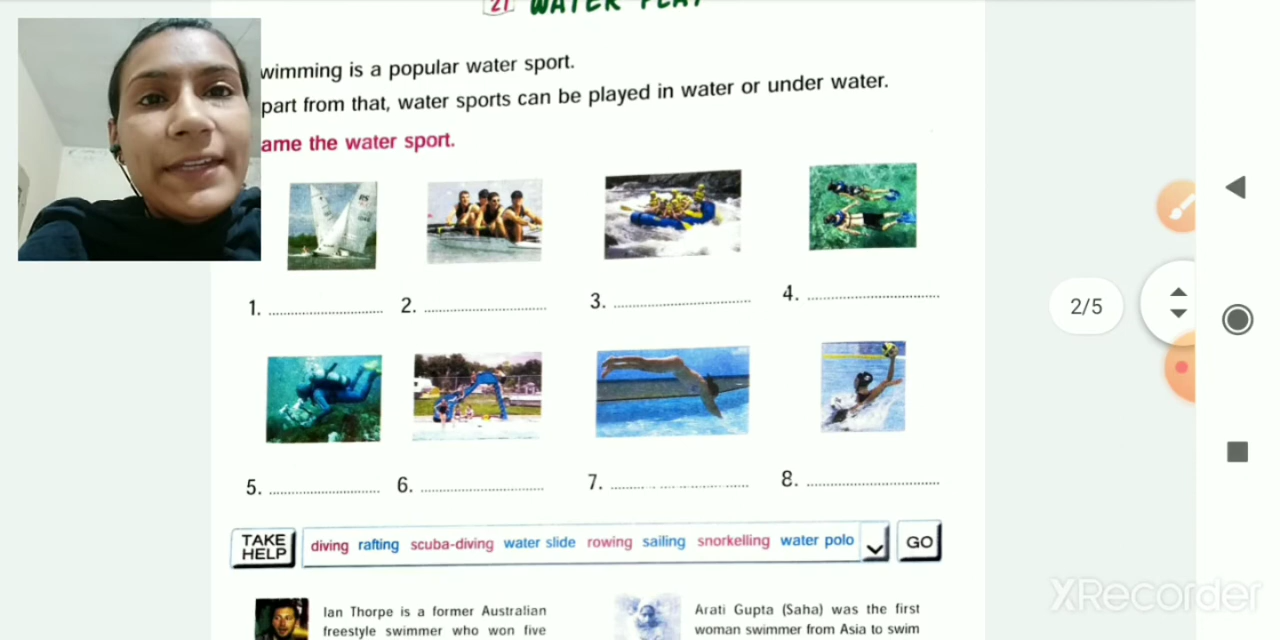 21 WATER PLAY
wimming is a popular water sport.
part from that, water sports can be played in water or under water.
ame the water sport.
1. 2. 3. 4.
5. 6. 7. 8.
TAKE HELP diving rafting scuba-diving water slide rowing sailing snorkelling water polo GO
Ian Thorpe is a former Australian
freestyle swimmer who won five
Arati Gupta (Saha) was the first
woman swimmer from Asia to swim
2/5
XRecorder